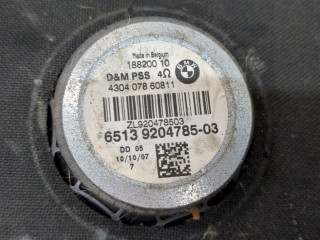 Made in Belgium
188200 10
BMW
D&M PSS 4Ω
4304 078 60811
ZL920478503
6513 9204785-03
DD 05
10/10/07
7